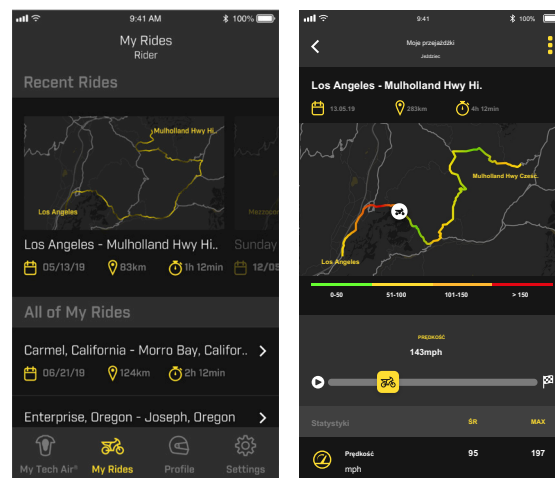 9:41 AM
100%
My Rides
Rider
Recent Rides
Mulholland Hwy Hi..
Los Angeles
Los Angeles - Mulholland Hwy Hi..
Sunday
05/13/19
83km
1h 12min
All of My Rides
Carmel, California - Morro Bay, Califor..
06/21/19
124km
2h 12min
Enterprise, Oregon - Joseph, Oregon
My Tech Air®
My Rides
Profile
Settings
9:41
100%
Moje przejażdżki
Jeździec
Los Angeles - Mulholland Hwy Hi.
13.05.19
283km
4h 12min
Mulholland Hwy Cześć.
Los Angeles
0-50
51-100
101-150
> 150
PRĘDKOŚĆ
143mph
Statystyki
ŚR
MAX
Prędkość
95
197
mph